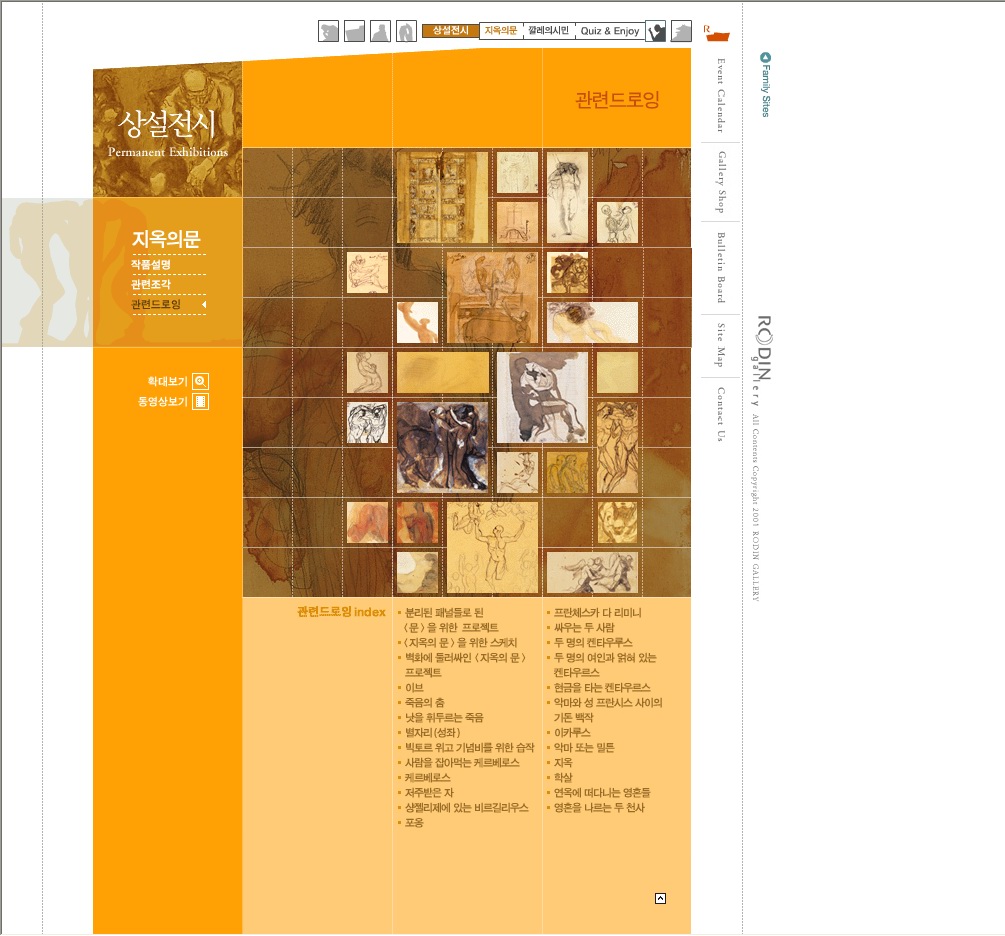 상설전시 지옥의문 깔레의시민 Quiz & Enjoy
R
관련드로잉
상설전시
Permanent Exhibitions
지옥의문
작품설명
관련조각
관련드로잉
확대보기
동영상보기
관련드로잉 index
분리된 패널들로 된
〈문〉을 위한 프로젝트
〈지옥의 문〉을 위한 스케치
벽화에 둘러싸인 〈지옥의 문〉
프로젝트
이브
죽음의 춤
낫을 휘두르는 죽음
별자리(성좌)
빅토르 위고 기념비를 위한 습작
사람을 잡아먹는 케르베로스
케르베로스
저주받은 자
샹젤리제에 있는 비르길리우스
포옹
프란체스카 다 리미니
싸우는 두 사람
두 명의 켄타우루스
두 명의 여인과 얽혀 있는
켄타우르스
현금을 타는 켄타우르스
악마와 성 프란시스 사이의
기돈 백작
이카루스
악마 또는 밀톤
지옥
학살
연옥에 떠다니는 영혼들
영혼을 나르는 두 천사
Event Calendar
Gallery Shop
Bulletin Board
Site Map
Contact Us
Family Sites
RODIN
gallery
All Contents Copyright 2001 RODIN GALLERY